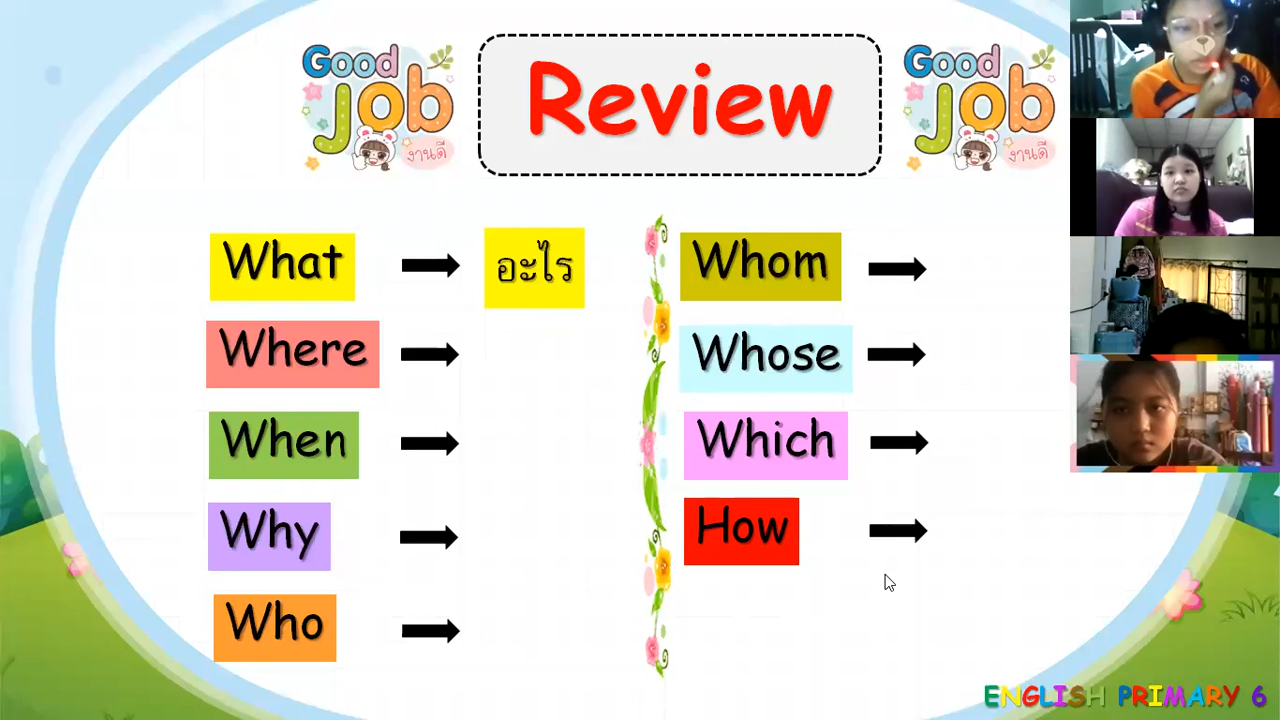 Good
Job
งานดี
Review
Good
Job
งานดี
What
อะไร
Where
When
Why
Who
Whom
Whose
Which
How
ENGLISH PRIMARY 6